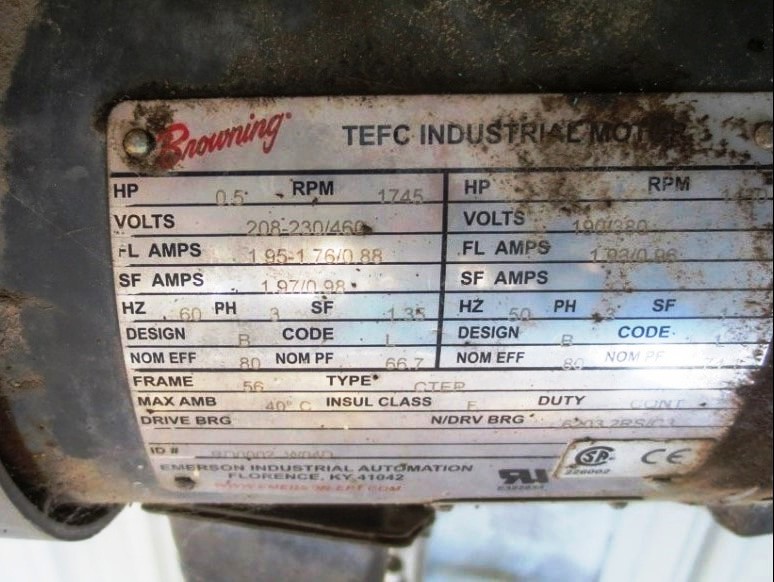 Browning TEFC INDUSTRIAL MOTOR
HP 0.5 RPM 1745 HP RPM
VOLTS 208-230/460 VOLTS 190/380
FL AMPS 1.95-1.76/0.88 FL AMPS 1.93/0.96
SF AMPS 1.97/0.98 SF AMPS
HZ 60 PH 3 SF 1.35 HZ 50 PH 3 SF
DESIGN B CODE L DESIGN B CODE
NOM EFF 80 NOM PF 66.7 NOM EFF 80 NOM PF
FRAME 56 TYPE CTEP
MAX AMB 40° C INSUL CLASS F DUTY CONT
DRIVE BRG N/DRV BRG 6203 2RS/C3
ID #
EMERSON INDUSTRIAL AUTOMATION
FLORENCE, KY 41042